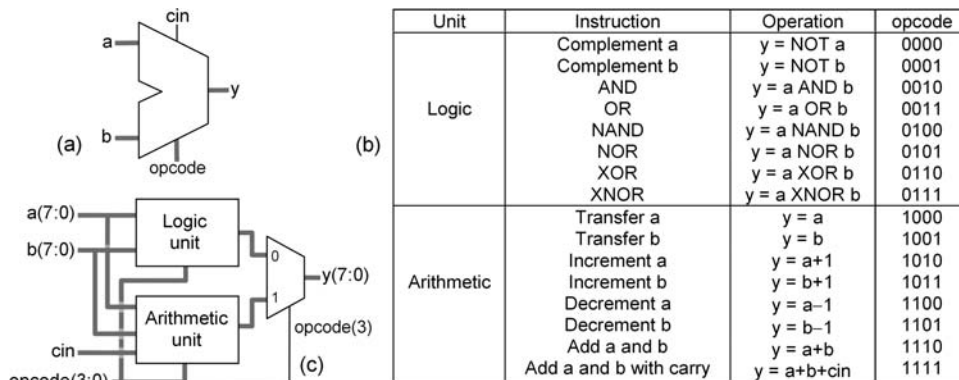 cin
a
y
b
(a)
opcode
(b)
Unit Instruction Operation opcode
Logic
Complement a y = NOT a 0000
Complement b y = NOT b 0001
AND y = a AND b 0010
OR y = a OR b 0011
NAND y = a NAND b 0100
NOR y = a NOR b 0101
XOR y = a XOR b 0110
XNOR y = a XNOR b 0111
Arithmetic
Transfer a y = a 1000
Transfer b y = b 1001
Increment a y = a+1 1010
Increment b y = b+1 1011
Decrement a y = a−1 1100
Decrement b y = b−1 1101
Add a and b y = a+b 1110
Add a and b with carry y = a+b+cin 1111
a(7:0)
b(7:0)
Logic
unit
0
y(7:0)
1
Arithmetic
unit
opcode(3)
cin
(c)
opcode(3:0)